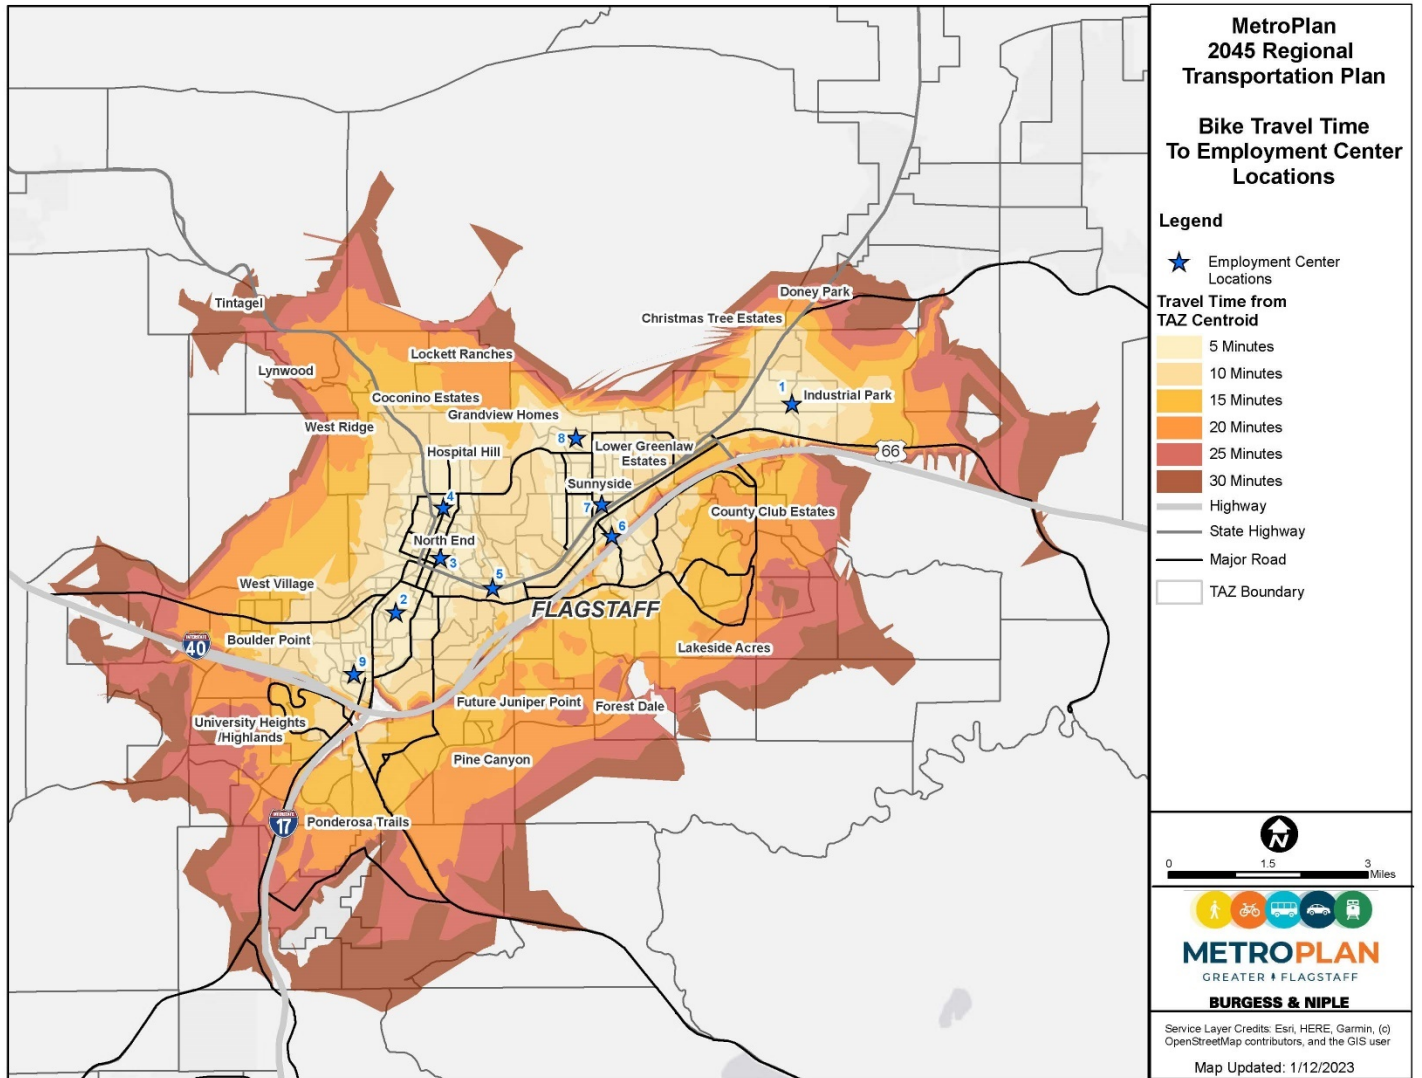 MetroPlan
2045 Regional
Transportation Plan
Bike Travel Time
To Employment Center
Locations
Legend
Employment Center
Locations
Travel Time from
TAZ Centroid
5 Minutes
10 Minutes
15 Minutes
20 Minutes
25 Minutes
30 Minutes
Highway
State Highway
Major Road
TAZ Boundary
Tintagel
Doney Park
Christmas Tree Estates
Lockett Ranches
Lynwood
1
Industrial Park
Coconino Estates
Grandview Homes
West Ridge
8
Hospital Hill
Lower Greenlaw
Estates
66
Sunnyside
4
7
County Club Estates
6
North End
3
West Village
5
2
FLAGSTAFF
Boulder Point
INTERSTATE
40
Lakeside Acres
9
Future Juniper Point
Forest Dale
University Heights
/Highlands
Pine Canyon
INTERSTATE
17
Ponderosa Trails
N
0 1.5 3
Miles
METROPLAN
GREATER FLAGSTAFF
BURGESS & NIPLE
Service Layer Credits: Esri, HERE, Garmin, (c)
OpenStreetMap contributors, and the GIS user
Map Updated: 1/12/2023